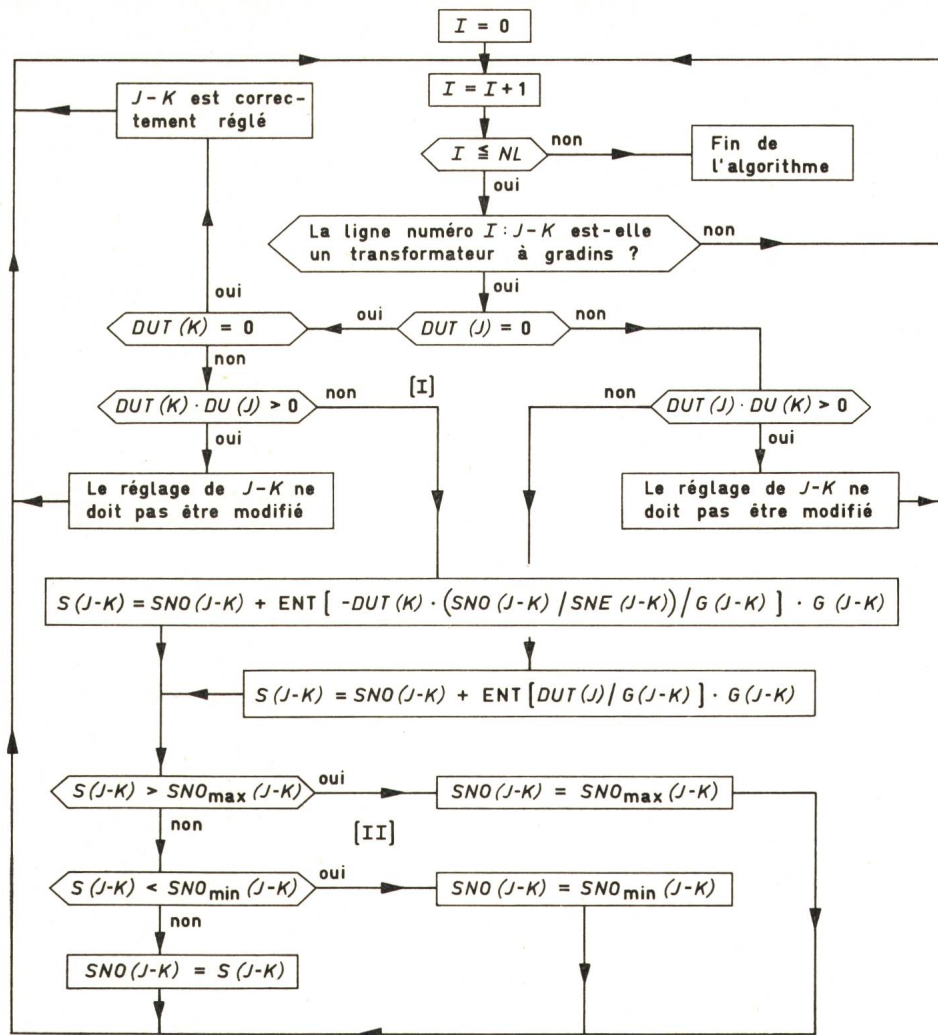 I = 0
I = I+1
J-K est correc-
tement réglé
I ≦ NL
non
Fin de
l'algorithme
oui
La ligne numéro I : J-K est-elle
un transformateur à gradins ?
non
oui
oui
DUT (K) = 0
oui
DUT (J) = 0
non
non
[I]
DUT (K) · DU (J) > 0
non
non
DUT (J) · DU (K) > 0
oui
oui
Le réglage de J-K ne
doit pas être modifié
Le réglage de J-K ne
doit pas être modifié
S (J-K) = SNO (J-K) + ENT [ -DUT (K) · (SNO (J-K) / SNE (J-K)) / G (J-K) ] · G (J-K)
S (J-K) = SNO (J-K) + ENT [DUT (J) / G (J-K) ] · G (J-K)
S (J-K) > SNOmax (J-K)
oui
SNO (J-K) = SNOmax (J-K)
non
[II]
S (J-K) < SNOmin (J-K)
oui
SNO (J-K) = SNOmin (J-K)
non
SNO (J-K) = S (J-K)